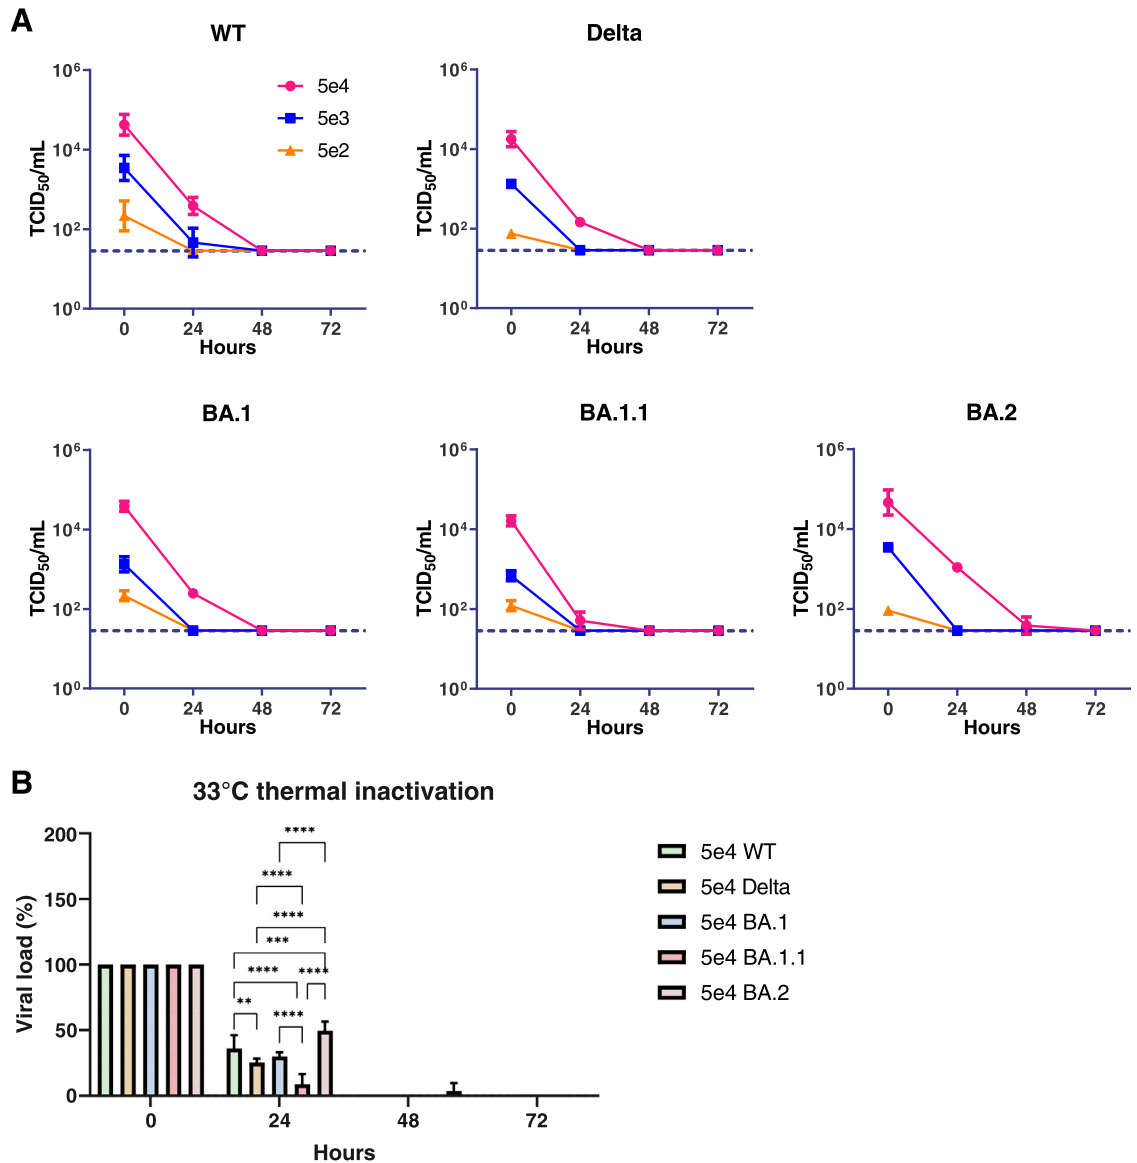 A
WT
Delta
10⁶
10⁴
10²
10⁰
TCID₅₀/mL
5e4
5e3
5e2
0 24 48 72
Hours
10⁶
10⁴
10²
10⁰
TCID₅₀/mL
0 24 48 72
Hours
BA.1
BA.1.1
BA.2
10⁶
10⁴
10²
10⁰
TCID₅₀/mL
0 24 48 72
Hours
10⁶
10⁴
10²
10⁰
TCID₅₀/mL
0 24 48 72
Hours
10⁶
10⁴
10²
10⁰
TCID₅₀/mL
0 24 48 72
Hours
B
33°C thermal inactivation
200
150
100
50
0
Viral load (%)
****
****
****
***
**** ****
** ****
0 24 48 72
Hours
5e4 WT
5e4 Delta
5e4 BA.1
5e4 BA.1.1
5e4 BA.2